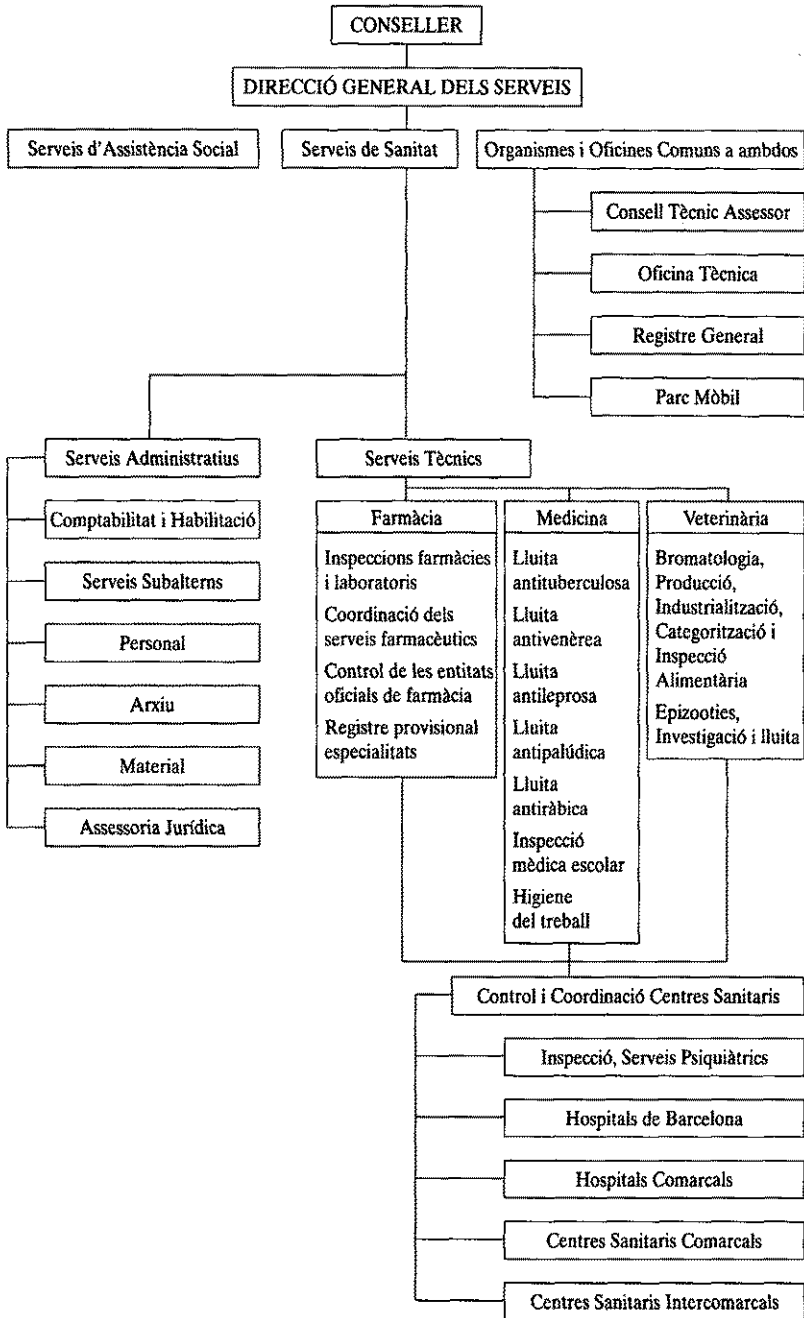 CONSELLER
DIRECCIÓ GENERAL DELS SERVEIS
Serveis d'Assistència Social
Serveis de Sanitat
Organismes i Oficines Comuns a ambdos
Consell Tècnic Assessor
Oficina Tècnica
Registre General
Parc Mòbil
Serveis Administratius
Comptabilitat i Habilitació
Serveis Subalterns
Personal
Arxiu
Material
Assessoria Jurídica
Serveis Tècnics
Farmàcia
Inspeccions farmàcies
i laboratoris
Coordinació dels
serveis farmacèutics
Control de les entitats
oficials de farmàcia
Registre provisional
especialitats
Medicina
Lluita
antituberculosa
Lluita
antivenèrea
Lluita
antileprosa
Lluita
antipalúdica
Lluita
antiràbica
Inspecció
mèdica escolar
Higiene
del treball
Veterinària
Bromatologia,
Producció,
Industrialització,
Categorització i
Inspecció
Alimentària
Epizooties,
Investigació i lluita
Control i Coordinació Centres Sanitaris
Inspecció, Serveis Psiquiàtrics
Hospitals de Barcelona
Hospitals Comarcals
Centres Sanitaris Comarcals
Centres Sanitaris Intercomarcals